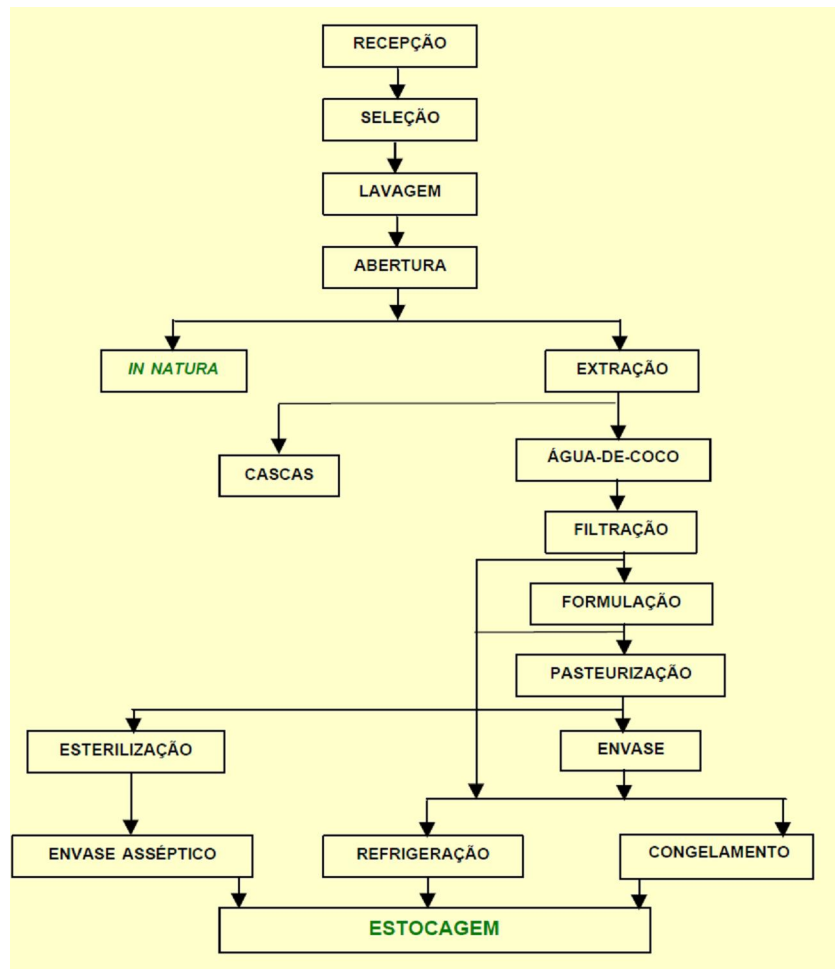 RECEPÇÃO
SELEÇÃO
LAVAGEM
ABERTURA
IN NATURA
EXTRAÇÃO
CASCAS
ÁGUA-DE-COCO
FILTRAÇÃO
FORMULAÇÃO
PASTEURIZAÇÃO
ESTERILIZAÇÃO
ENVASE
ENVASE ASSÉPTICO
REFRIGERAÇÃO
CONGELAMENTO
ESTOCAGEM